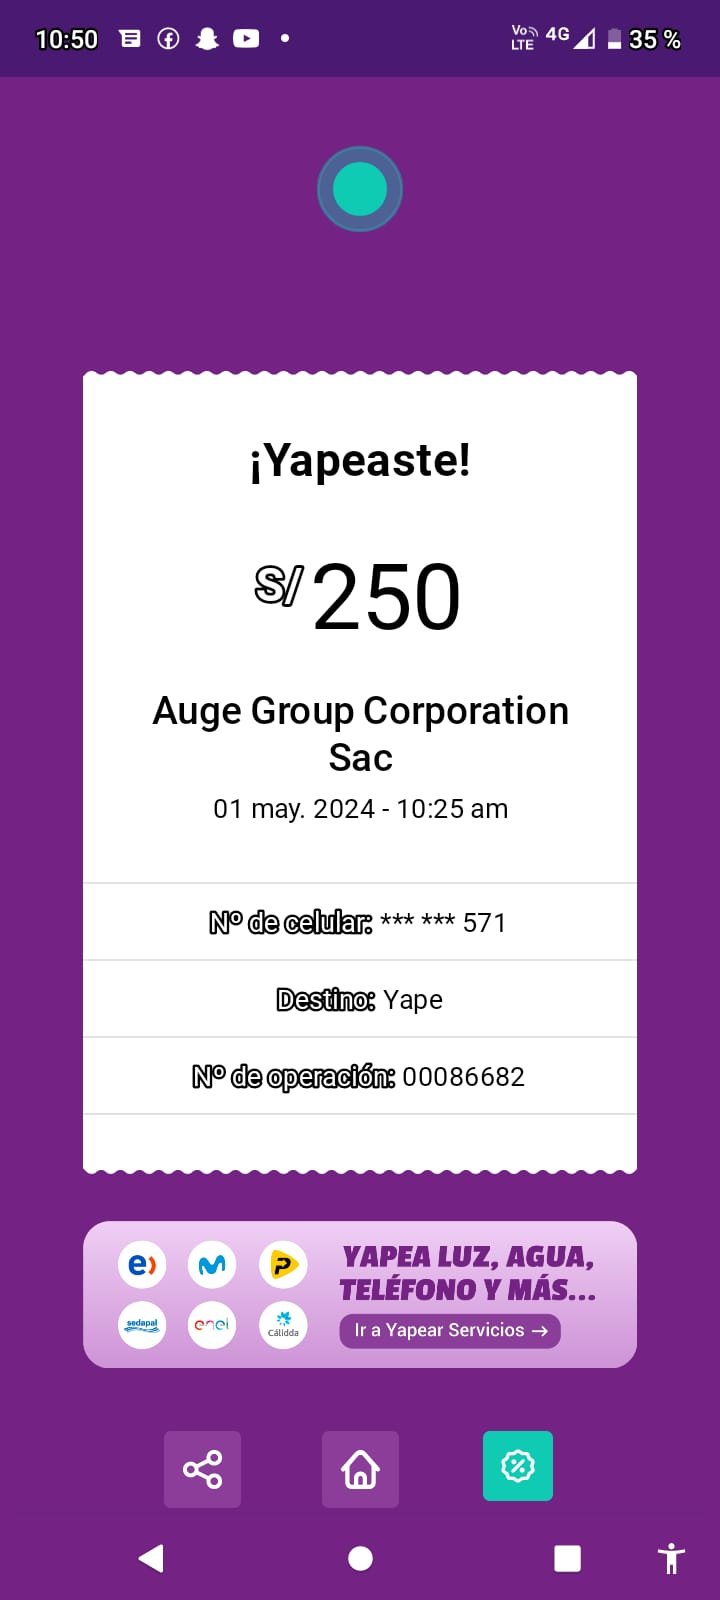 10:50
Vo
LTE
4G
35 %
¡Yapeaste!
S/250
Auge Group Corporation
Sac
01 may. 2024 - 10:25 am
Nº de celular: *** *** 571
Destino: Yape
Nº de operación: 00086682
e)
P
sedapal
enel
Cálidda
YAPEA LUZ, AGUA,
TELÉFONO Y MÁS...
Ir a Yapear Servicios →